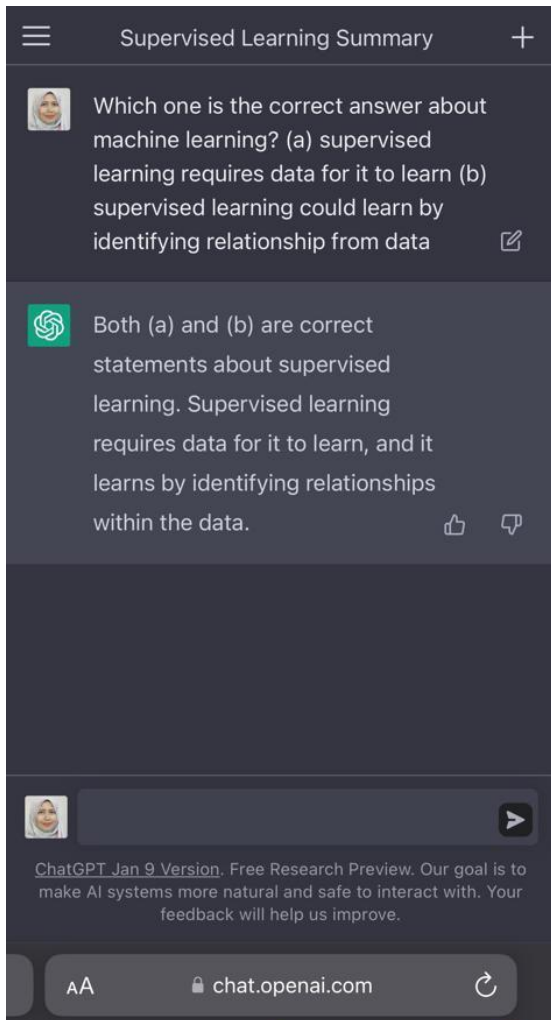 Supervised Learning Summary
Which one is the correct answer about
machine learning? (a) supervised
learning requires data for it to learn (b)
supervised learning could learn by
identifying relationship from data
Both (a) and (b) are correct
statements about supervised
learning. Supervised learning
requires data for it to learn, and it
learns by identifying relationships
within the data.
ChatGPT Jan 9 Version. Free Research Preview. Our goal is to
make AI systems more natural and safe to interact with. Your
feedback will help us improve.
AA chat.openai.com